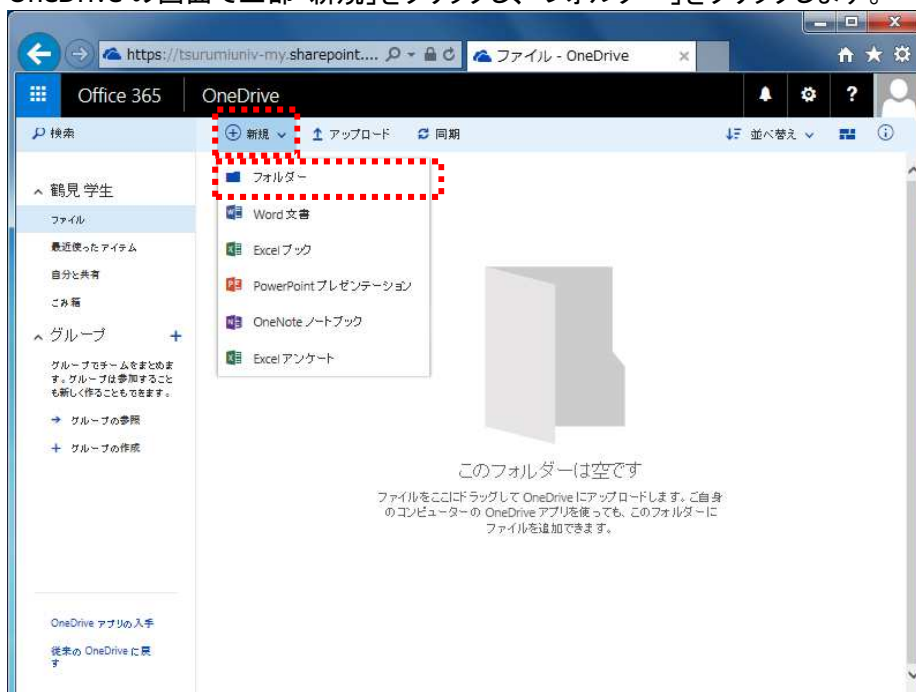 OneDrive の画面で上部「新規」をクリックし、「フォルダー」をクリックします。
https://tsurumiuniv-my.sharepoint....
ファイル - OneDrive
Office 365
OneDrive
?
検索
新規
アップロード
同期
並べ替え
フォルダー
Word 文書
Excel ブック
PowerPoint プレゼンテーション
OneNote ノートブック
Excel アンケート
鶴見 学生
ファイル
最近使ったアイテム
自分と共有
ごみ箱
グループ
+
グループでチームをまとめま
す。グループは参加すること
も新しく作ることもできます。
グループの参照
グループの作成
このフォルダーは空です
ファイルをここにドラッグして OneDrive にアップロードします。ご自身
のコンピューターの OneDrive アプリを使っても、このフォルダーに
ファイルを追加できます。
OneDrive アプリの入手
従来の OneDrive に戻
す